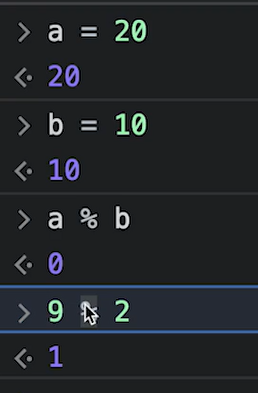 > a = 20
<· 20
> b = 10
<· 10
> a % b
<· 0
> 9 % 2
<· 1